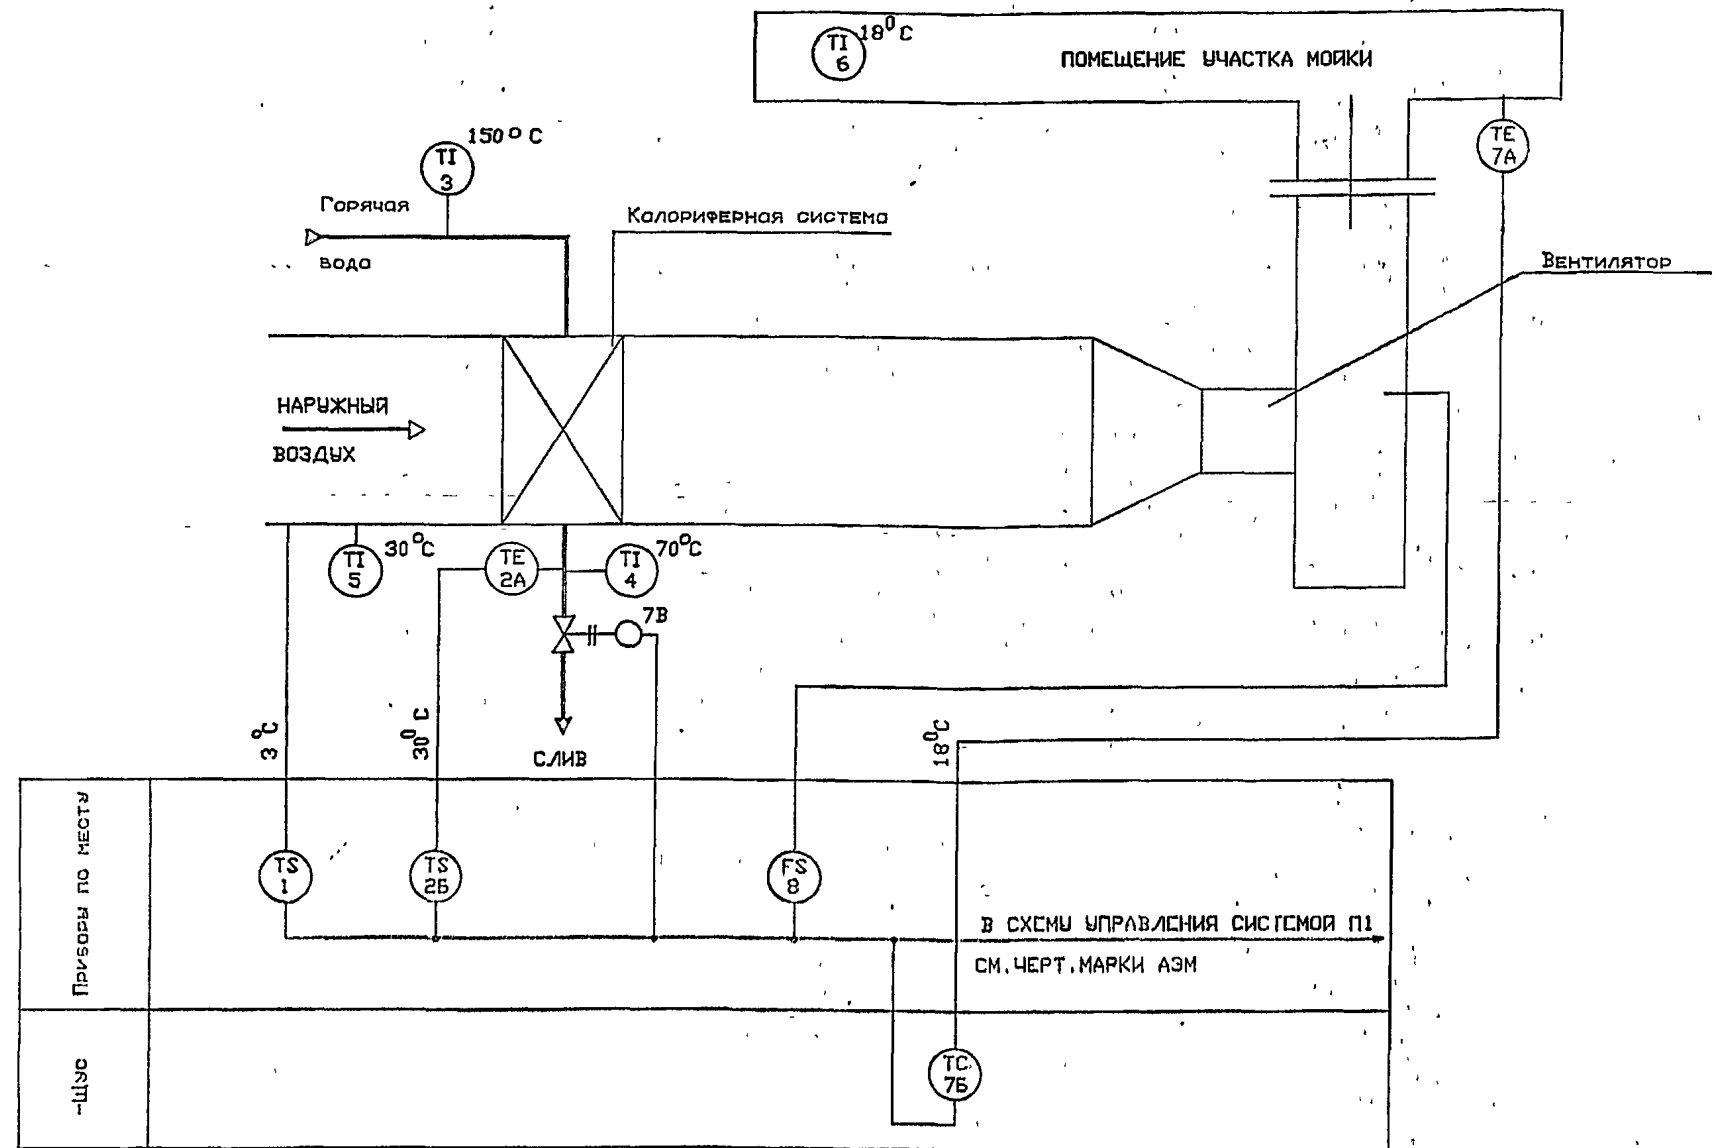 TI
6
18°C
ПОМЕЩЕНИЕ УЧАСТКА МОЙКИ
TE
7А
150°C
TI
3
Горячая
вода
Калориферная система
Вентилятор
НАРУЖНЫЙ
ВОЗДУХ
TI
5
30°C
TE
2А
TI
4
70°C
7В
СЛИВ
3°C
30°C
18°C
Приборы по месту
TS
1
TS
2Б
FS
8
В СХЕМУ УПРАВЛЕНИЯ СИСТЕМОЙ П1
СМ.ЧЕРТ.МАРКИ АЭМ
ЩУС
TC
7Б